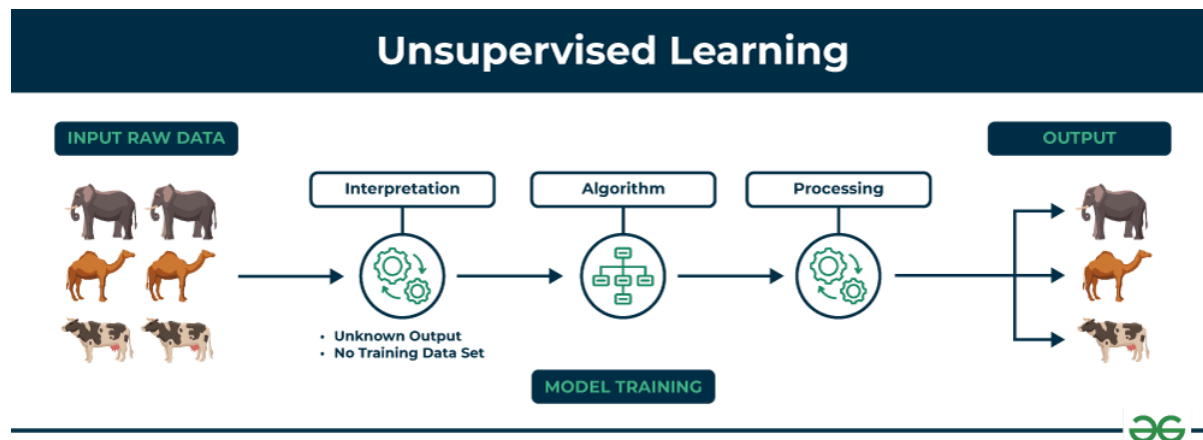 Unsupervised Learning
INPUT RAW DATA
OUTPUT
Interpretation
Algorithm
Processing
• Unknown Output
• No Training Data Set
MODEL TRAINING